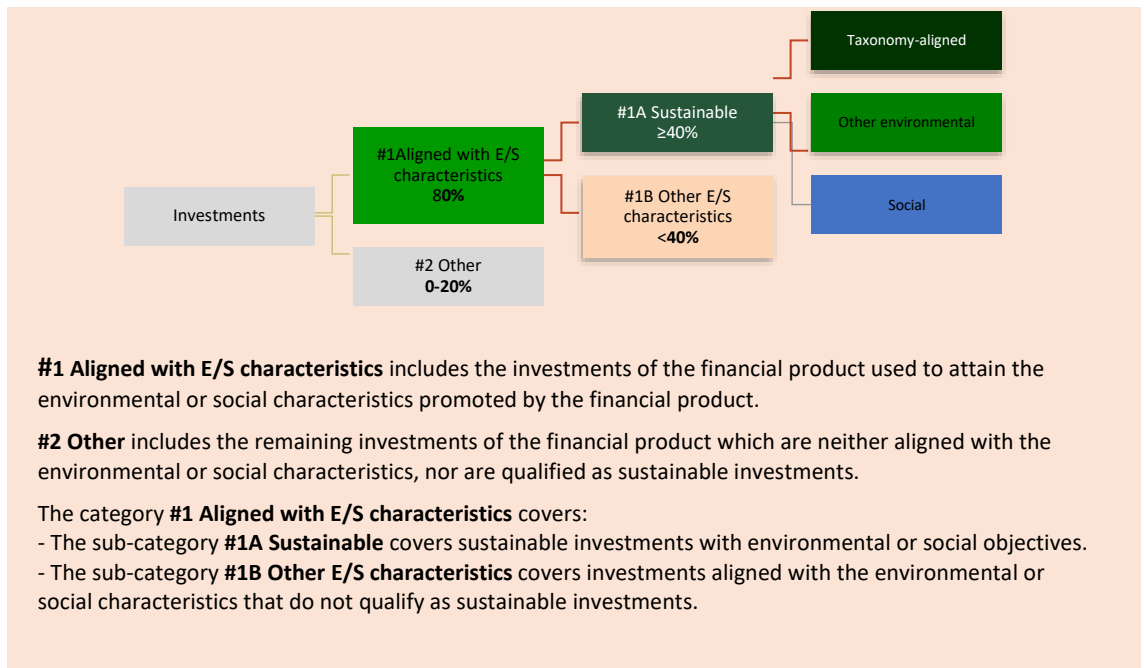 Taxonomy-aligned
#1A Sustainable
≥40%
Other environmental
#1Aligned with E/S
characteristics
80%
Investments
#1B Other E/S
characteristics
<40%
Social
#2 Other
0-20%
#1 Aligned with E/S characteristics includes the investments of the financial product used to attain the
environmental or social characteristics promoted by the financial product.
#2 Other includes the remaining investments of the financial product which are neither aligned with the
environmental or social characteristics, nor are qualified as sustainable investments.
The category #1 Aligned with E/S characteristics covers:
- The sub-category #1A Sustainable covers sustainable investments with environmental or social objectives.
- The sub-category #1B Other E/S characteristics covers investments aligned with the environmental or
social characteristics that do not qualify as sustainable investments.